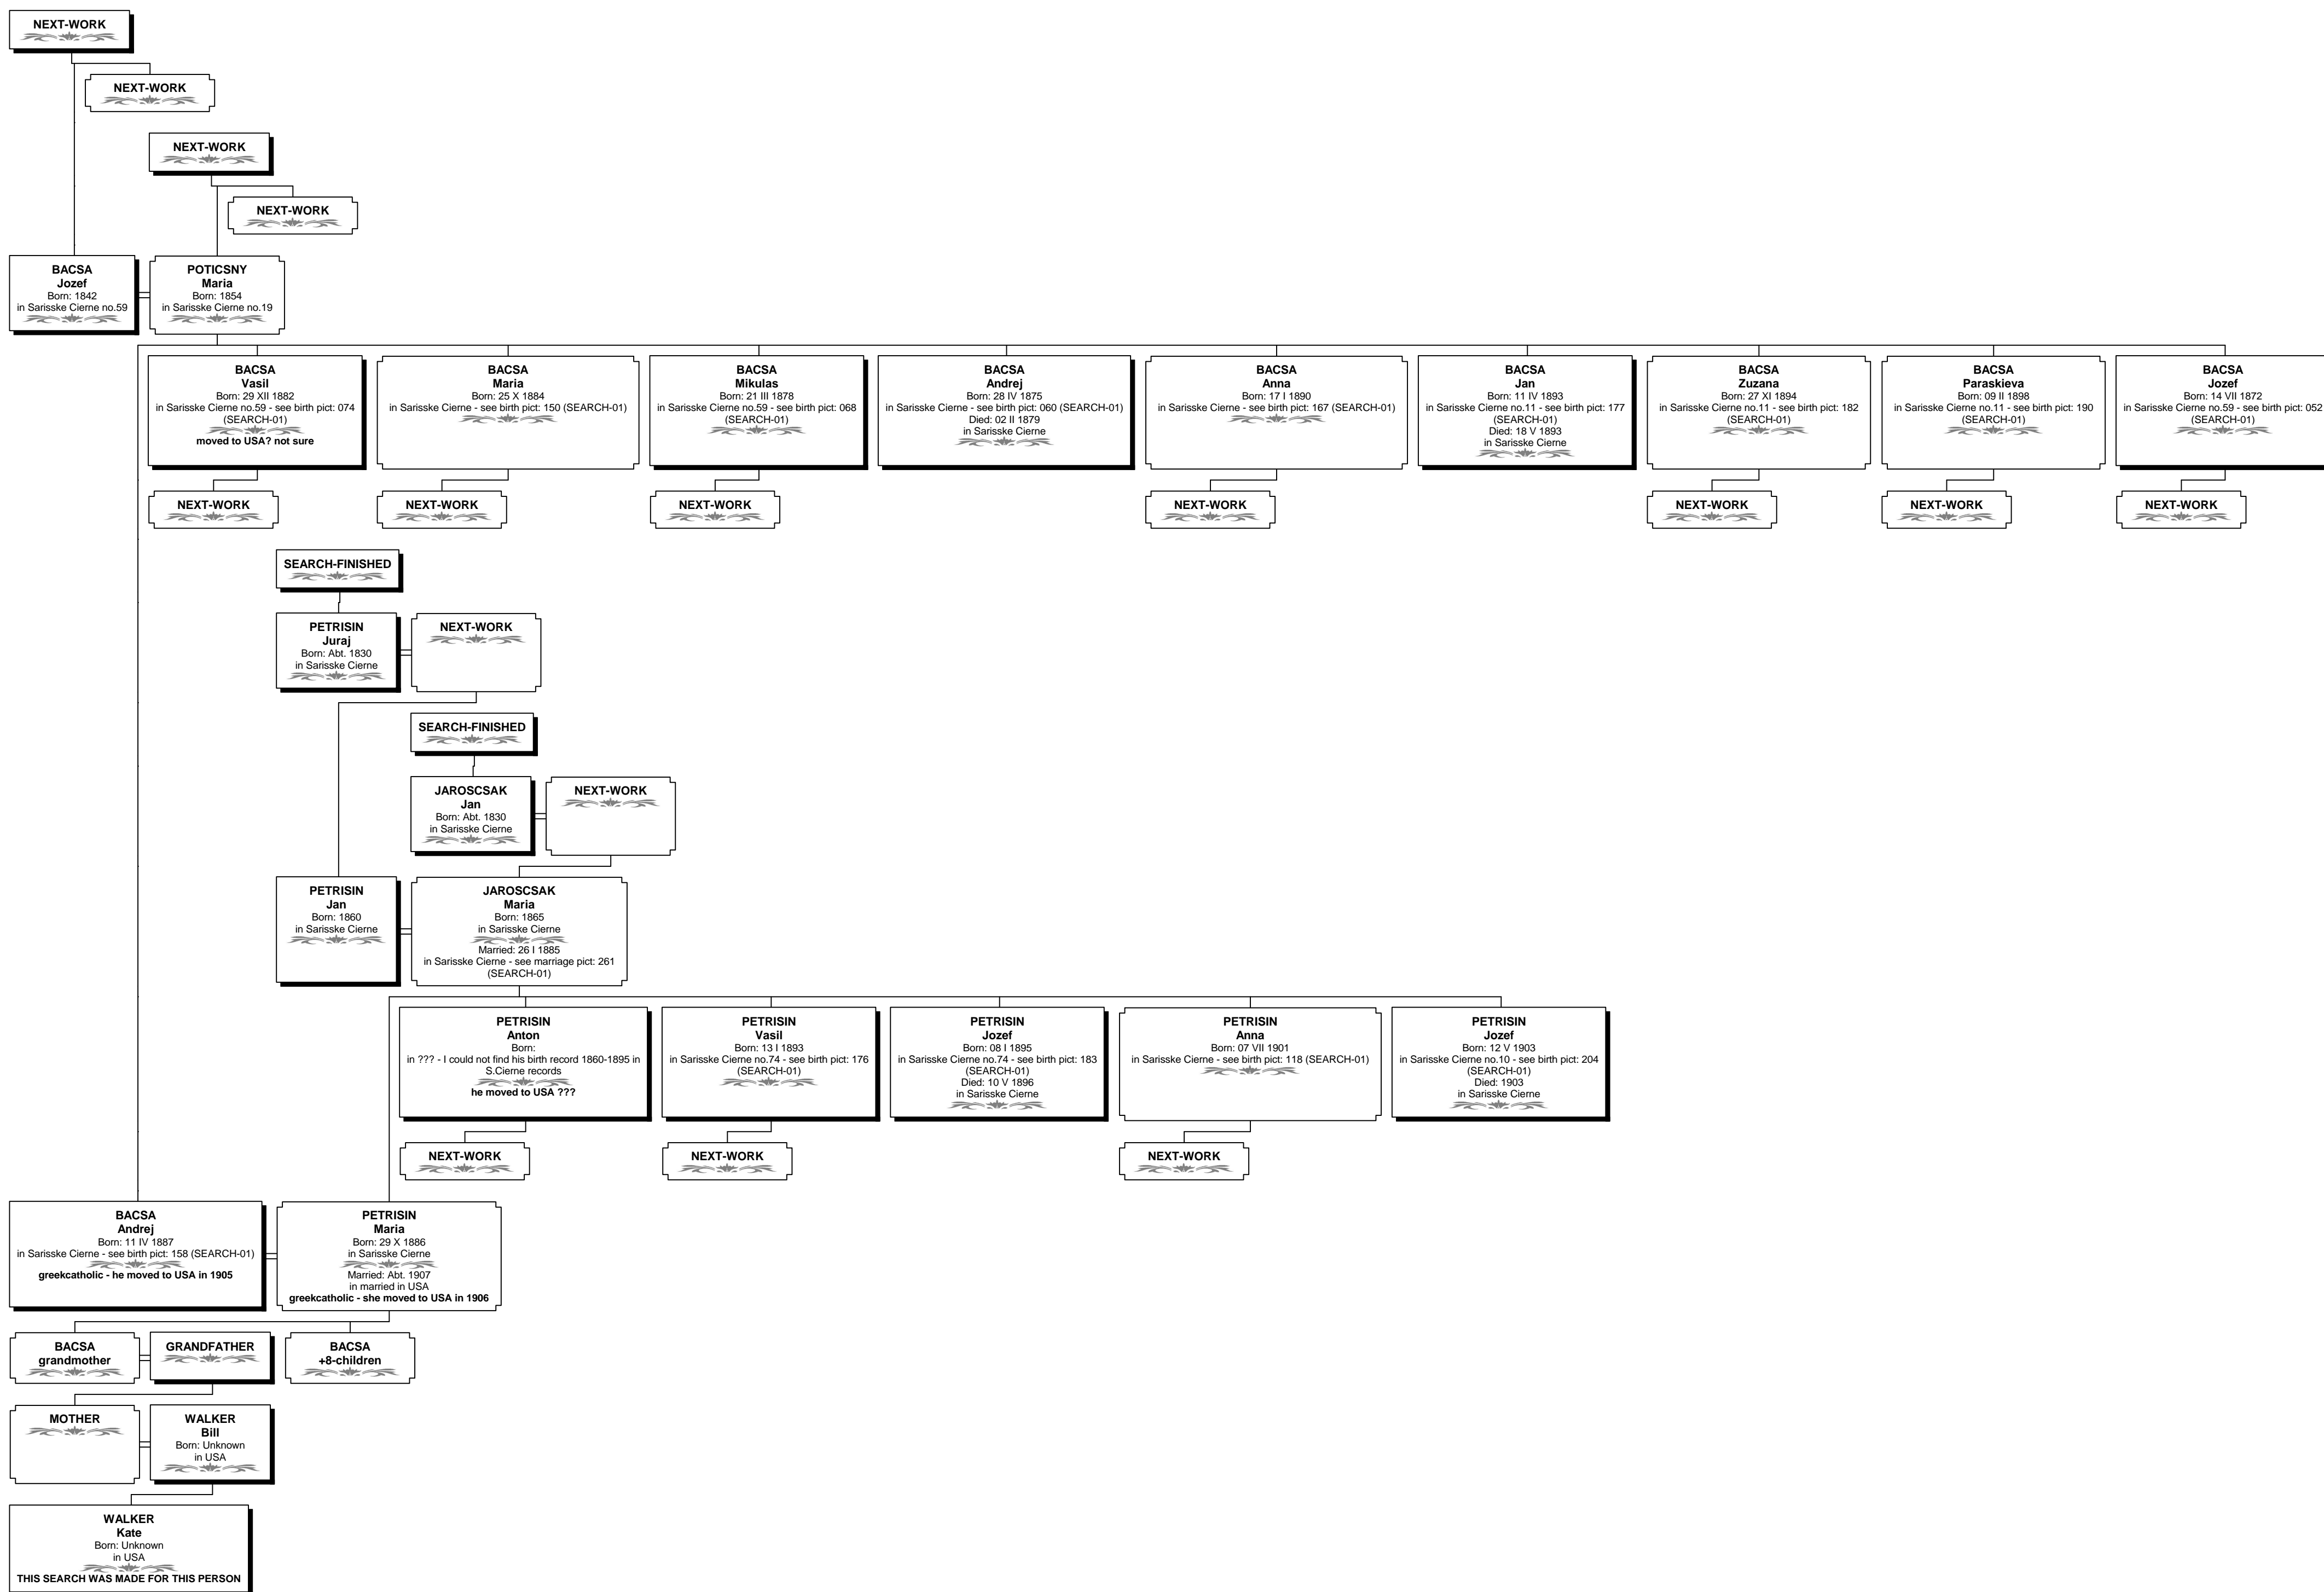 NEXT-WORK
NEXT-WORK
NEXT-WORK
NEXT-WORK
BACSA
Jozef
Born: 1842
in Sarisske Cierne no.59
POTICSNY
Maria
Born: 1854
in Sarisske Cierne no.19
BACSA
Vasil
Born: 29 XII 1882
in Sarisske Cierne no.59 - see birth pict: 074
(SEARCH-01)
moved to USA? not sure
BACSA
Maria
Born: 25 X 1884
in Sarisske Cierne - see birth pict: 150 (SEARCH-01)
BACSA
Mikulas
Born: 21 III 1878
in Sarisske Cierne no.59 - see birth pict: 068
(SEARCH-01)
BACSA
Andrej
Born: 28 IV 1875
in Sarisske Cierne - see birth pict: 060 (SEARCH-01)
Died: 02 II 1879
in Sarisske Cierne
BACSA
Anna
Born: 17 I 1890
in Sarisske Cierne - see birth pict: 167 (SEARCH-01)
BACSA
Jan
Born: 11 IV 1893
in Sarisske Cierne no.11 - see birth pict: 177
(SEARCH-01)
Died: 18 V 1893
in Sarisske Cierne
BACSA
Zuzana
Born: 27 XI 1894
in Sarisske Cierne no.11 - see birth pict: 182
(SEARCH-01)
BACSA
Paraskieva
Born: 09 II 1898
in Sarisske Cierne no.11 - see birth pict: 190
(SEARCH-01)
BACSA
Jozef
Born: 14 VII 1872
in Sarisske Cierne no.59 - see birth pict: 052
(SEARCH-01)
NEXT-WORK
NEXT-WORK
NEXT-WORK
NEXT-WORK
NEXT-WORK
NEXT-WORK
NEXT-WORK
SEARCH-FINISHED
PETRISIN
Juraj
Born: Abt. 1830
in Sarisske Cierne
NEXT-WORK
SEARCH-FINISHED
JAROSCSAK
Jan
Born: Abt. 1830
in Sarisske Cierne
NEXT-WORK
PETRISIN
Jan
Born: 1860
in Sarisske Cierne
JAROSCSAK
Maria
Born: 1865
in Sarisske Cierne
Married: 26 I 1885
in Sarisske Cierne - see marriage pict: 261
(SEARCH-01)
PETRISIN
Anton
Born:
in ??? - I could not find his birth record 1860-1895 in
S.Cierne records
he moved to USA ???
PETRISIN
Vasil
Born: 13 I 1893
in Sarisske Cierne no.74 - see birth pict: 176
(SEARCH-01)
PETRISIN
Jozef
Born: 08 I 1895
in Sarisske Cierne no.74 - see birth pict: 183
(SEARCH-01)
Died: 10 V 1896
in Sarisske Cierne
PETRISIN
Anna
Born: 07 VII 1901
in Sarisske Cierne - see birth pict: 118 (SEARCH-01)
PETRISIN
Jozef
Born: 12 V 1903
in Sarisske Cierne no.10 - see birth pict: 204
(SEARCH-01)
Died: 1903
in Sarisske Cierne
NEXT-WORK
NEXT-WORK
NEXT-WORK
BACSA
Andrej
Born: 11 IV 1887
in Sarisske Cierne - see birth pict: 158 (SEARCH-01)
greekcatholic - he moved to USA in 1905
PETRISIN
Maria
Born: 29 X 1886
in Sarisske Cierne
Married: Abt. 1907
in married in USA
greekcatholic - she moved to USA in 1906
BACSA
grandmother
GRANDFATHER
BACSA
+8-children
MOTHER
WALKER
Bill
Born: Unknown
in USA
WALKER
Kate
Born: Unknown
in USA
THIS SEARCH WAS MADE FOR THIS PERSON